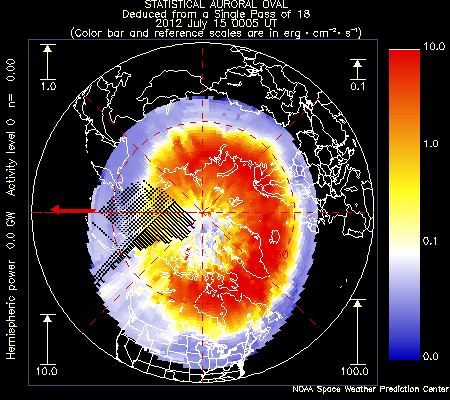 STATISTICAL AURORAL OVAL
Deduced from a Single Pass of 18
2012 July 15 0005 UT
(Color bar and reference scales are in erg · cm⁻² · s⁻¹)
Hemispheric power 0.0 GW Activity level 0 n= 0.00
1.0
0.1
10.0
100.0
10.0
1.0
0.1
0.0
NOAA Space Weather Prediction Center